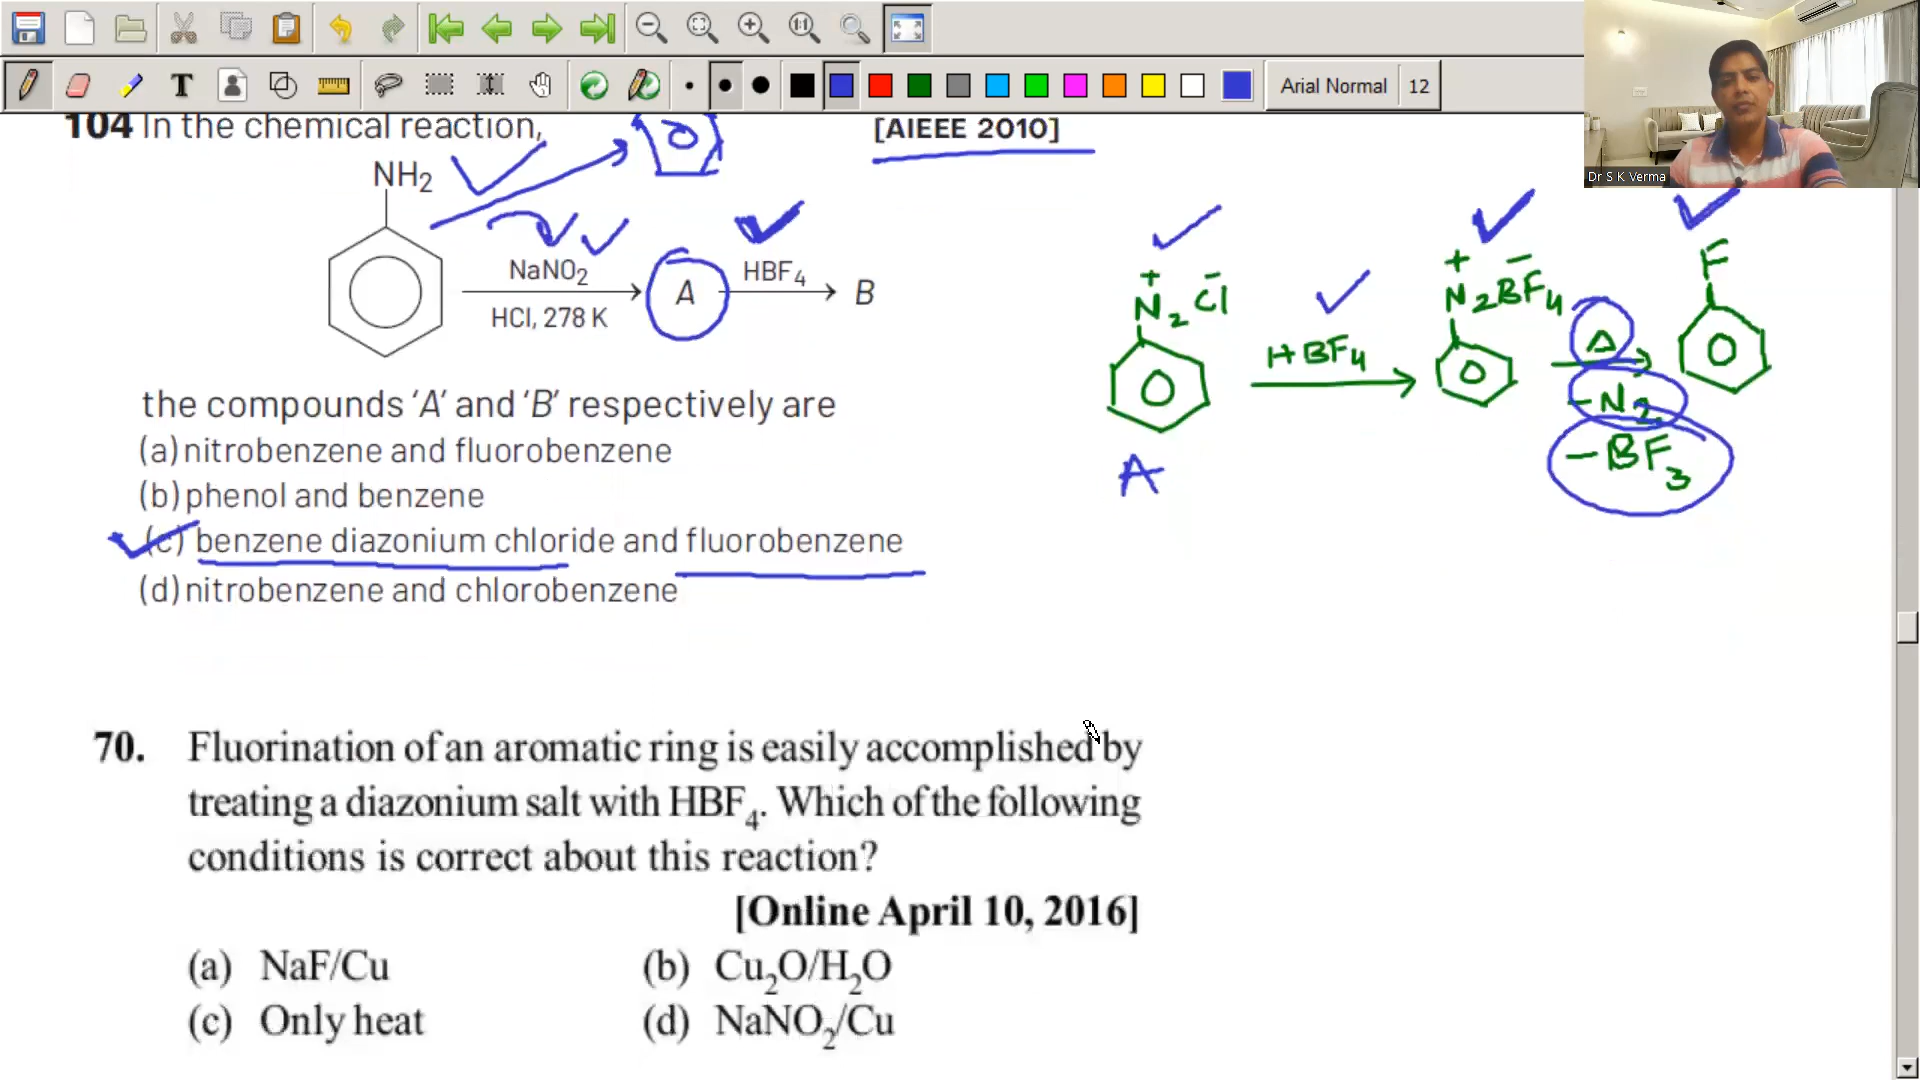 Arial Normal 12
Dr S K Verma
104 In the chemical reaction, [AIEEE 2010]
NH2
NaNO2
HCl, 278 K
A
HBF4
B
the compounds 'A' and 'B' respectively are
(a) nitrobenzene and fluorobenzene
(b) phenol and benzene
(c) benzene diazonium chloride and fluorobenzene
(d) nitrobenzene and chlorobenzene
+ −
N2 Cl
A
HBF4
+ −
N2BF4
Δ
−N2
−BF3
F
70. Fluorination of an aromatic ring is easily accomplished by
treating a diazonium salt with HBF4. Which of the following
conditions is correct about this reaction?
[Online April 10, 2016]
(a) NaF/Cu (b) Cu2O/H2O
(c) Only heat (d) NaNO2/Cu